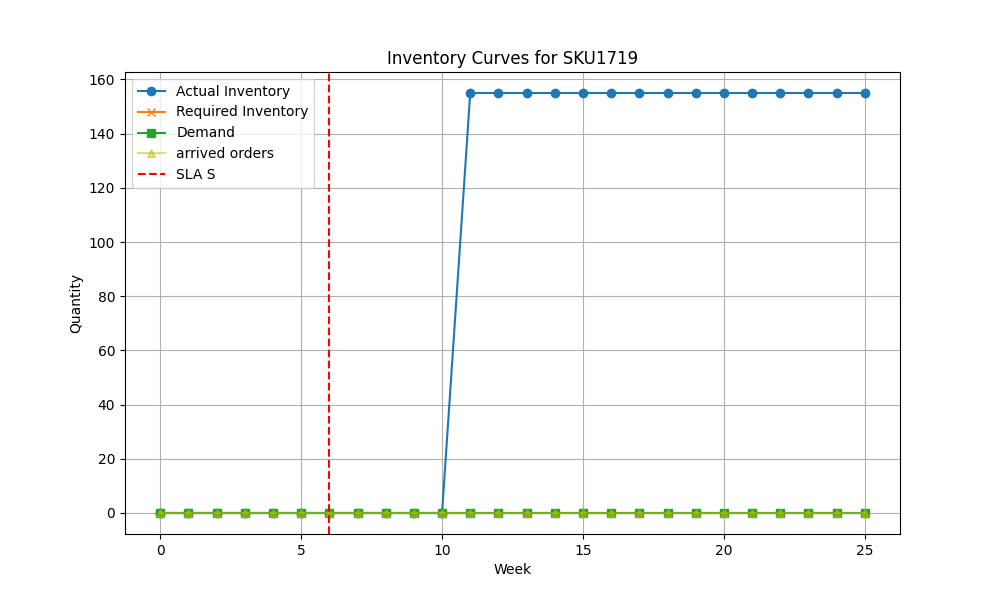 Inventory Curves for SKU1719
160
140
120
100
80
60
40
20
0
Quantity
Actual Inventory
Required Inventory
Demand
arrived orders
SLA S
0 5 10 15 20 25
Week